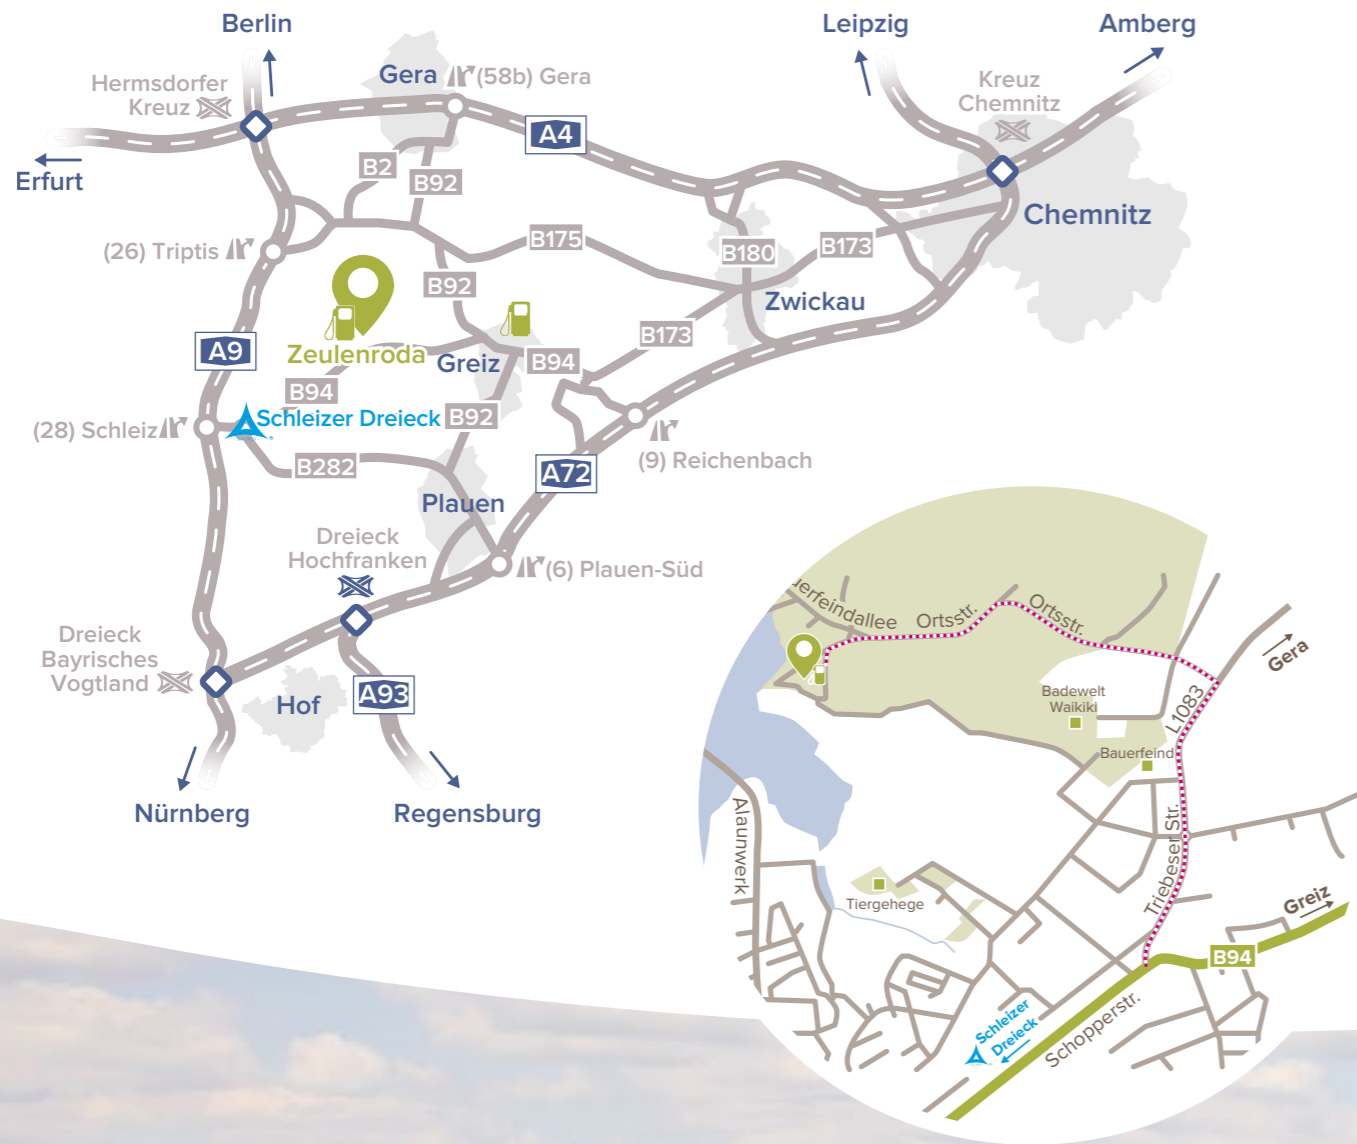 Berlin
Leipzig
Amberg
Hermsdorfer
Kreuz
Gera
(58b) Gera
Kreuz
Chemnitz
A4
Erfurt
B2
B92
Chemnitz
(26) Triptis
B175
B180
B173
B92
Zwickau
A9
Zeulenroda
Greiz
B94
B173
B94
Schleizer Dreieck
B92
(28) Schleiz
B282
A72
(9) Reichenbach
Plauen
Dreieck
Hochfranken
(6) Plauen-Süd
Dreieck
Bayrisches
Vogtland
Hof
A93
Nürnberg
Regensburg
uerfeindallee
Ortsstr.
Ortsstr.
Gera
Badewelt
Waikiki
L1083
Bauerfeind
Alaunwerk
Triebeser Str.
Tiergehege
Greiz
B94
Schleizer
Dreieck
Schopperstr.